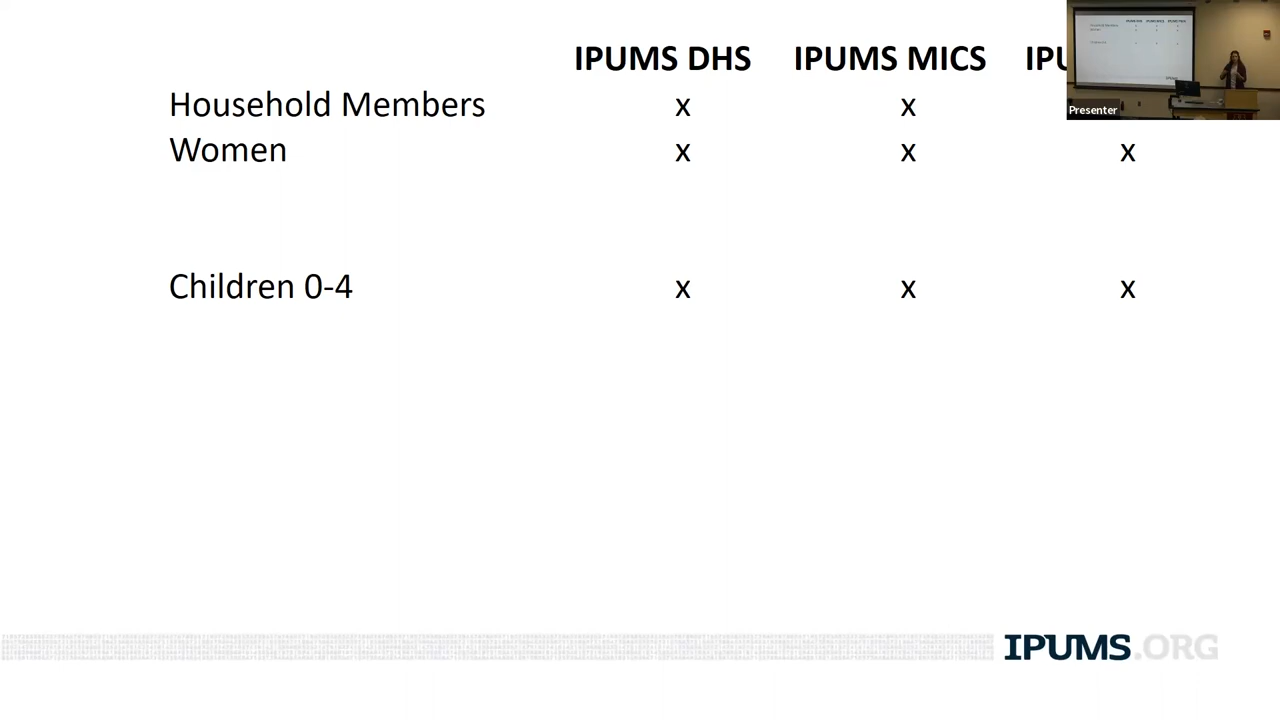 IPUMS DHS IPUMS MICS IPU
Household Members x x
Women x x x
Children 0-4 x x x
Presenter
IPUMS.ORG